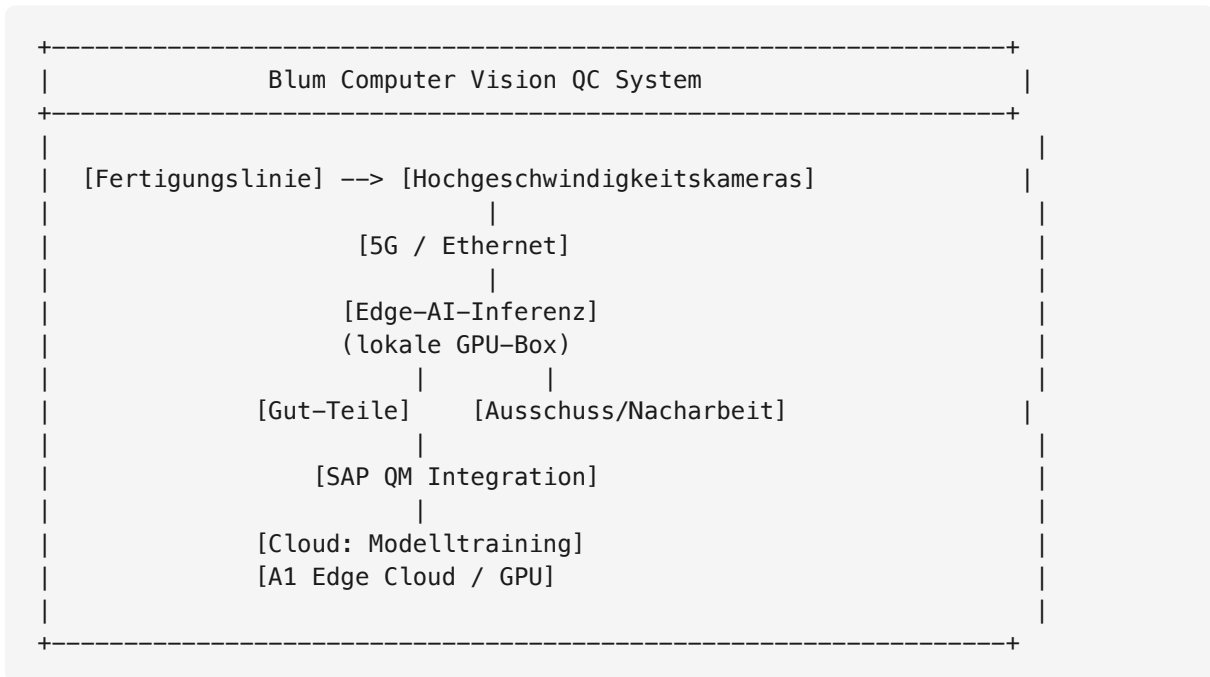 Blum Computer Vision QC System
[Fertigungslinie] --> [Hochgeschwindigkeitskameras]
[5G / Ethernet]
[Edge-AI-Inferenz]
(lokale GPU-Box)
[Gut-Teile] [Ausschuss/Nacharbeit]
[SAP QM Integration]
[Cloud: Modelltraining]
[A1 Edge Cloud / GPU]